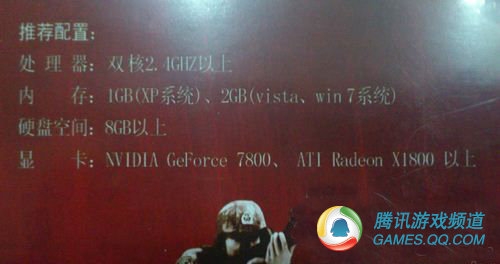 推荐配置：
处 理 器：双核2.4GHZ以上
内 存：1GB(XP系统)、2GB(vista、win 7系统)
硬盘空间：8GB以上
显 卡：NVIDIA GeForce 7800、 ATI Radeon X1800 以上
腾讯游戏频道
GAMES.QQ.COM